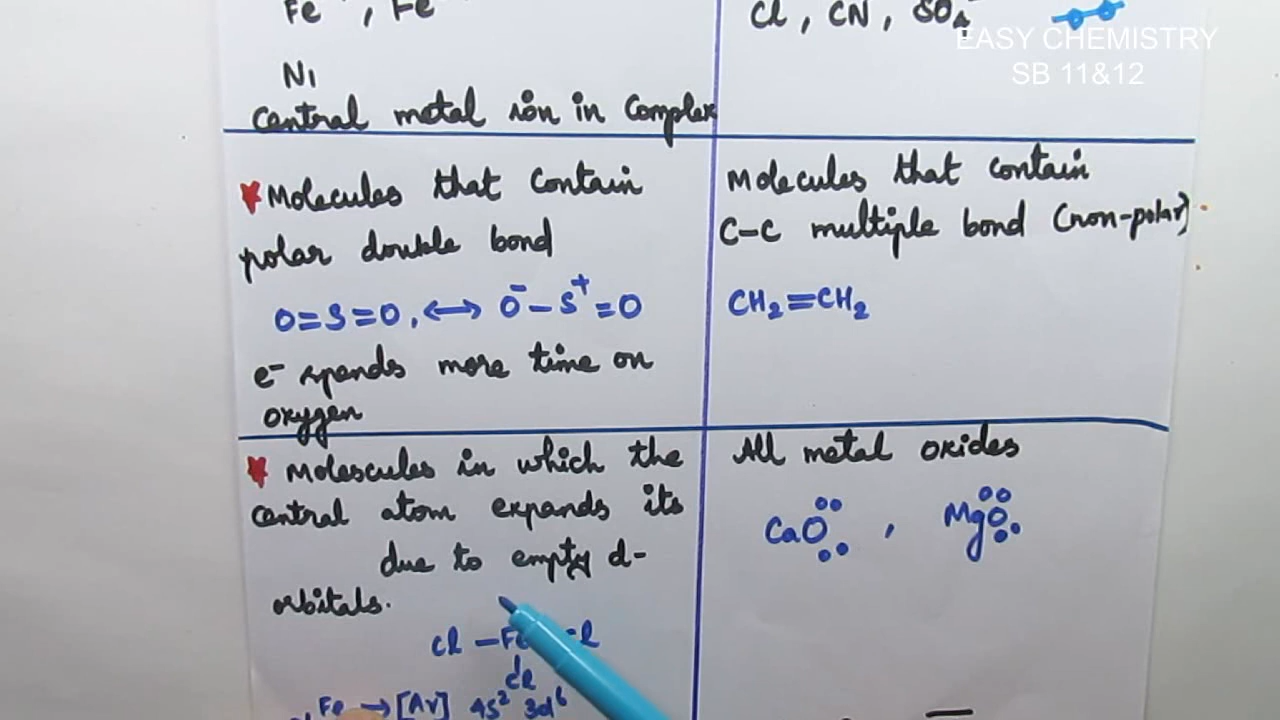 Fe , Fe
Ni
Central metal ion in Complex
Cl , CN , SO4
EASY CHEMISTRY
SB 11&12
Molecules that contain
polar double bond
O=S=O, ⟷ O⁻ – S⁺ = O
e⁻ spends more time on
oxygen
Molecules that contain
C–C multiple bond (non-polar)
CH₂=CH₂
Molescules in which the
central atom expands its
due to empty d-
orbitals.
Cl – Fe Cl
Cl
Fe → [Ar] 4s² 3d⁶
All metal oxides
CaO , MgO